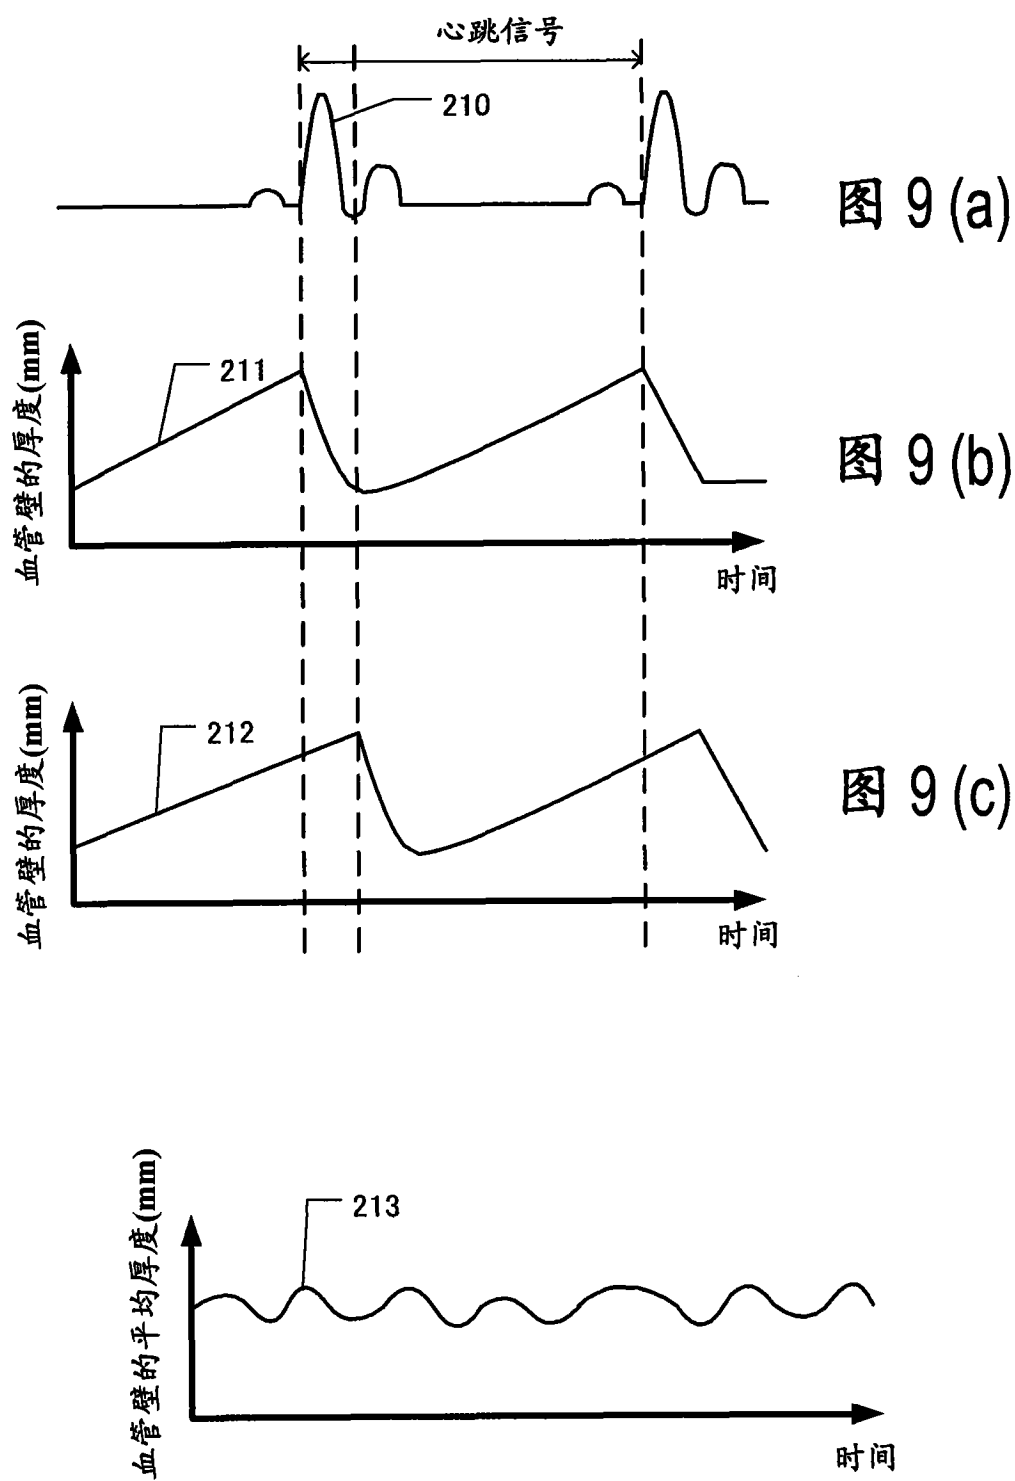 心跳信号
210
图 9 (a)
血管壁的厚度(mm)
211
图 9 (b)
时间
血管壁的厚度(mm)
212
图 9 (c)
时间
血管壁的平均厚度(mm)
213
时间